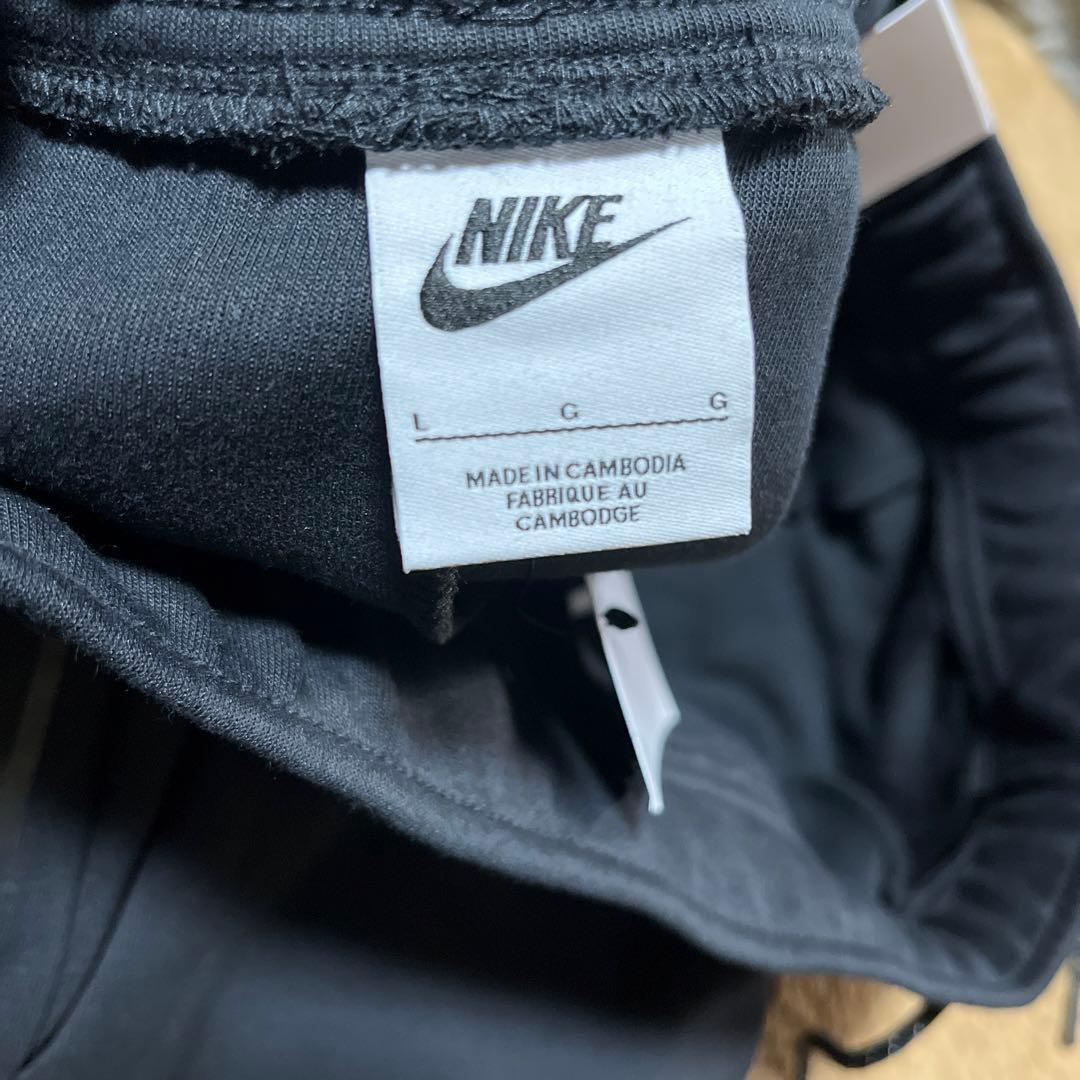 NIKE
L G G
MADE IN CAMBODIA
FABRIQUE AU
CAMBODGE